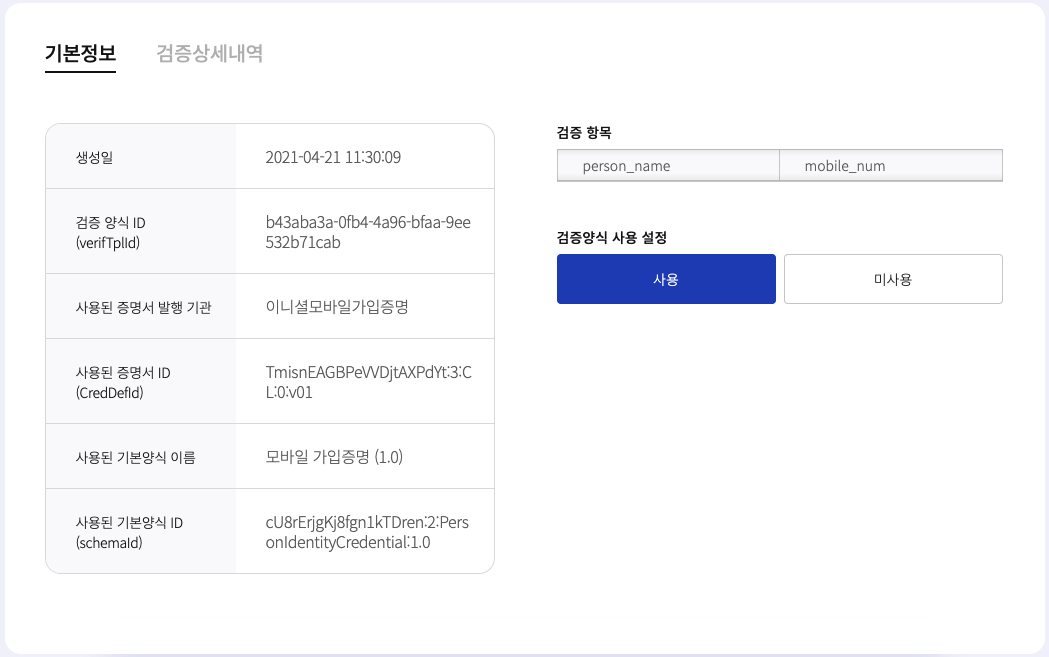 기본정보 검증상세내역
생성일 2021-04-21 11:30:09
검증 양식 ID
(verifTplId)
b43aba3a-0fb4-4a96-bfaa-9ee
532b71cab
사용된 증명서 발행 기관 이니셜모바일가입증명
사용된 증명서 ID
(CredDefId)
TmisnEAGBPeVVDjtAXPdYt:3:C
L:0:v01
사용된 기본양식 이름 모바일 가입증명 (1.0)
사용된 기본양식 ID
(schemaId)
cU8rErjgKj8fgn1kTDren:2:Pers
onIdentityCredential:1.0
검증 항목
person_name mobile_num
검증양식 사용 설정
사용 미사용